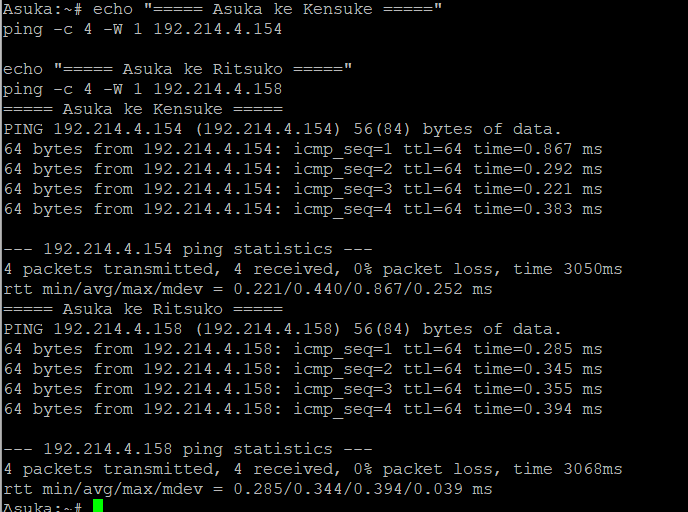 Asuka:~# echo "===== Asuka ke Kensuke ====="
ping -c 4 -W 1 192.214.4.154
echo "===== Asuka ke Ritsuko ====="
ping -c 4 -W 1 192.214.4.158
===== Asuka ke Kensuke =====
PING 192.214.4.154 (192.214.4.154) 56(84) bytes of data.
64 bytes from 192.214.4.154: icmp_seq=1 ttl=64 time=0.867 ms
64 bytes from 192.214.4.154: icmp_seq=2 ttl=64 time=0.292 ms
64 bytes from 192.214.4.154: icmp_seq=3 ttl=64 time=0.221 ms
64 bytes from 192.214.4.154: icmp_seq=4 ttl=64 time=0.383 ms
--- 192.214.4.154 ping statistics ---
4 packets transmitted, 4 received, 0% packet loss, time 3050ms
rtt min/avg/max/mdev = 0.221/0.440/0.867/0.252 ms
===== Asuka ke Ritsuko =====
PING 192.214.4.158 (192.214.4.158) 56(84) bytes of data.
64 bytes from 192.214.4.158: icmp_seq=1 ttl=64 time=0.285 ms
64 bytes from 192.214.4.158: icmp_seq=2 ttl=64 time=0.345 ms
64 bytes from 192.214.4.158: icmp_seq=3 ttl=64 time=0.355 ms
64 bytes from 192.214.4.158: icmp_seq=4 ttl=64 time=0.394 ms
--- 192.214.4.158 ping statistics ---
4 packets transmitted, 4 received, 0% packet loss, time 3068ms
rtt min/avg/max/mdev = 0.285/0.344/0.394/0.039 ms
Asuka:~#